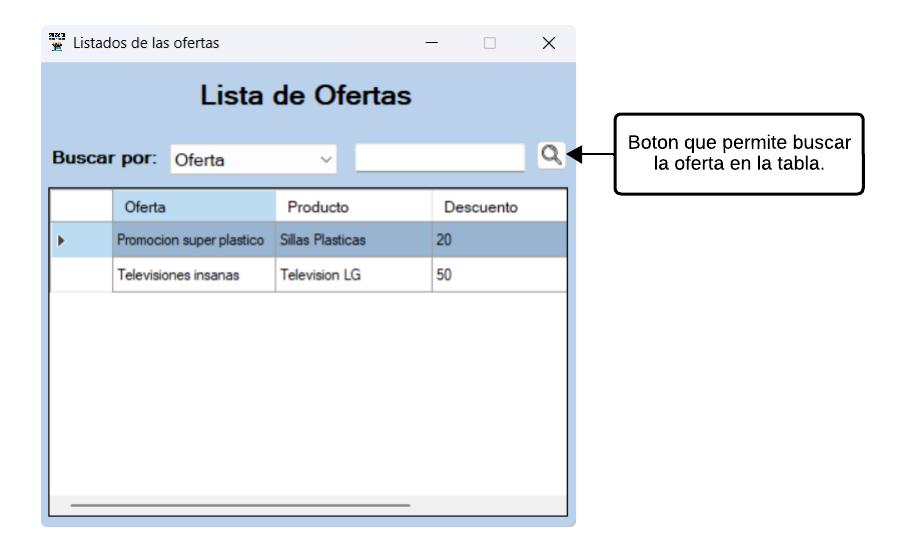 Listados de las ofertas
Lista de Ofertas
Buscar por: Oferta
Boton que permite buscar
la oferta en la tabla.
Oferta Producto Descuento
Promocion super plastico Sillas Plasticas 20
Televisiones insanas Television LG 50